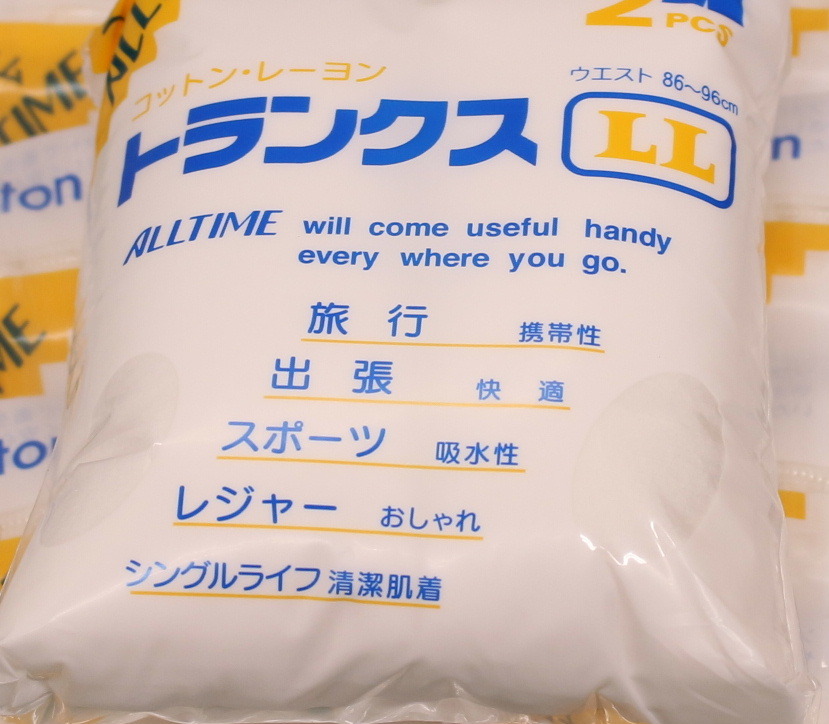 2 PCS
コットン・レーヨン
トランクス
ウエスト 86～96cm
LL
ALLTIME will come useful handy
every where you go.
旅行 携帯性
出張 快適
スポーツ 吸水性
レジャー おしゃれ
シングルライフ 清潔肌着